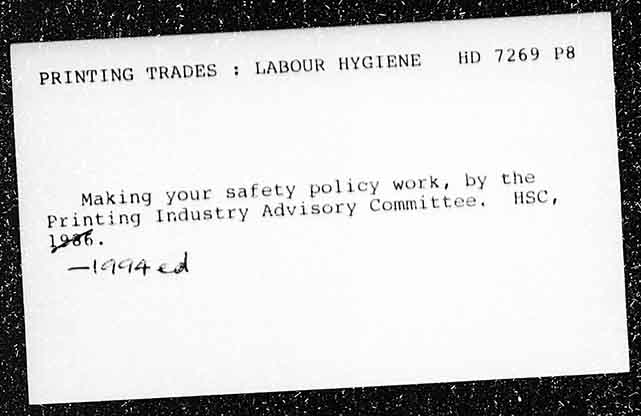 PRINTING TRADES : LABOUR HYGIENE HD 7269 P8
Making your safety policy work, by the
Printing Industry Advisory Committee. HSC,
1986.
-1994 ed